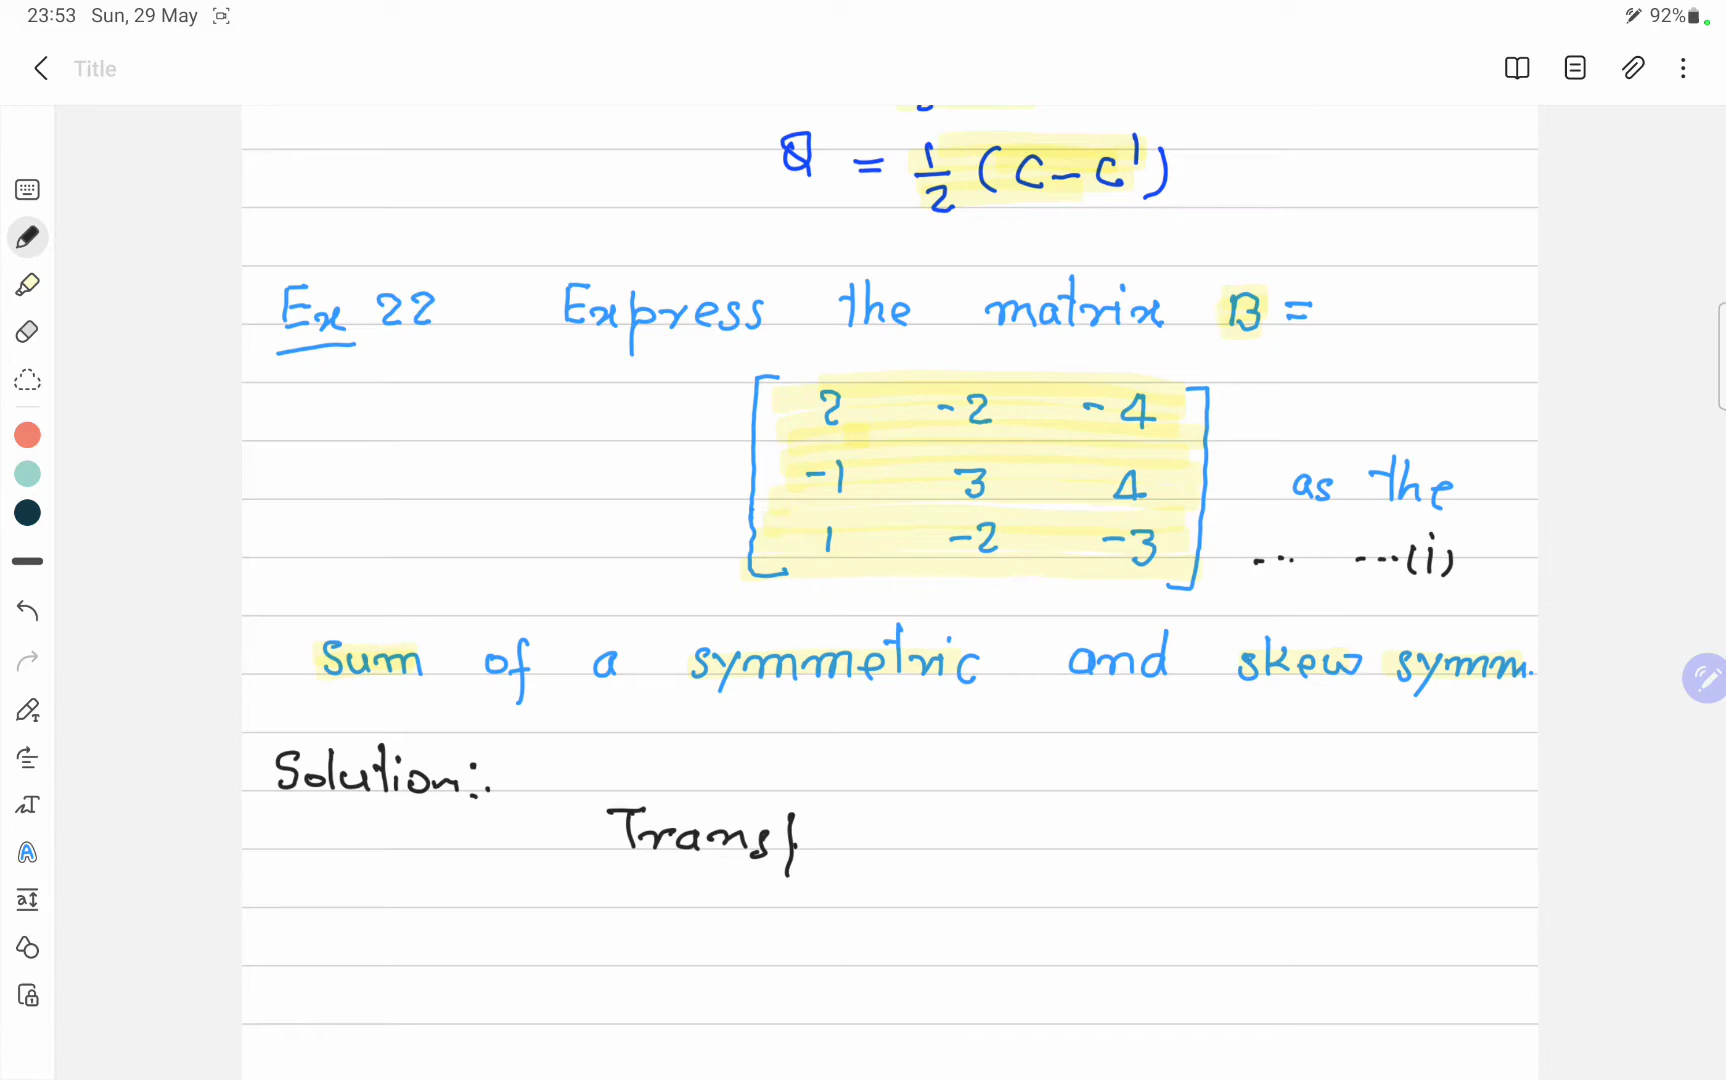 23:53 Sun, 29 May 92%
Title
Q = 1/2 (C - C')
Ex 22 Express the matrix B =
2 -2 -4
-1 3 4 as the
1 -2 -3 ... ...(i)
sum of a symmetric and skew symm.
Solution:.
Trans